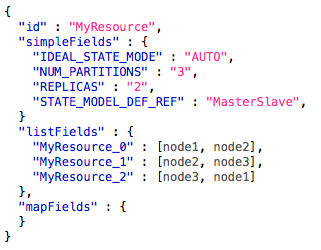 {
"id" : "MyResource",
"simpleFields" : {
"IDEAL_STATE_MODE" : "AUTO",
"NUM_PARTITIONS" : "3",
"REPLICAS" : "2",
"STATE_MODEL_DEF_REF" : "MasterSlave",
}
"listFields" : {
"MyResource_0" : [node1, node2],
"MyResource_1" : [node2, node3],
"MyResource_2" : [node3, node1]
},
"mapFields" : {
}
}